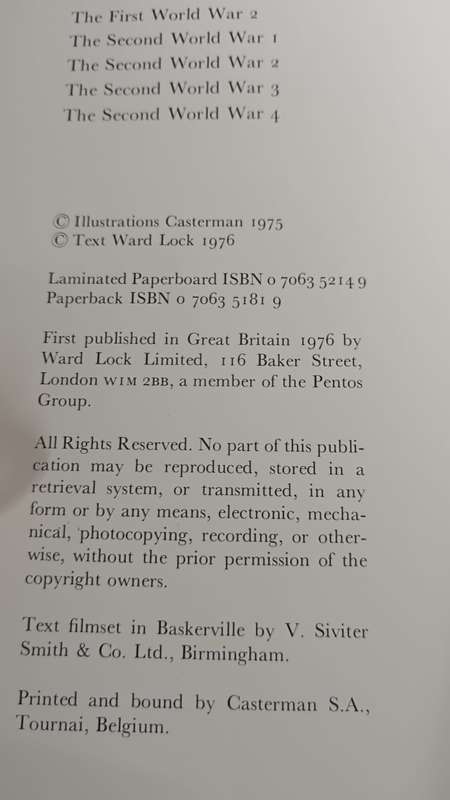 The First World War 2
The Second World War 1
The Second World War 2
The Second World War 3
The Second World War 4
© Illustrations Casterman 1975
© Text Ward Lock 1976
Laminated Paperboard ISBN 0 7063 5214 9
Paperback ISBN 0 7063 5181 9
First published in Great Britain 1976 by
Ward Lock Limited, 116 Baker Street,
London W1M 2BB, a member of the Pentos
Group.
All Rights Reserved. No part of this publi-
cation may be reproduced, stored in a
retrieval system, or transmitted, in any
form or by any means, electronic, mecha-
nical, photocopying, recording, or other-
wise, without the prior permission of the
copyright owners.
Text filmset in Baskerville by V. Siviter
Smith & Co. Ltd., Birmingham.
Printed and bound by Casterman S.A.,
Tournai, Belgium.